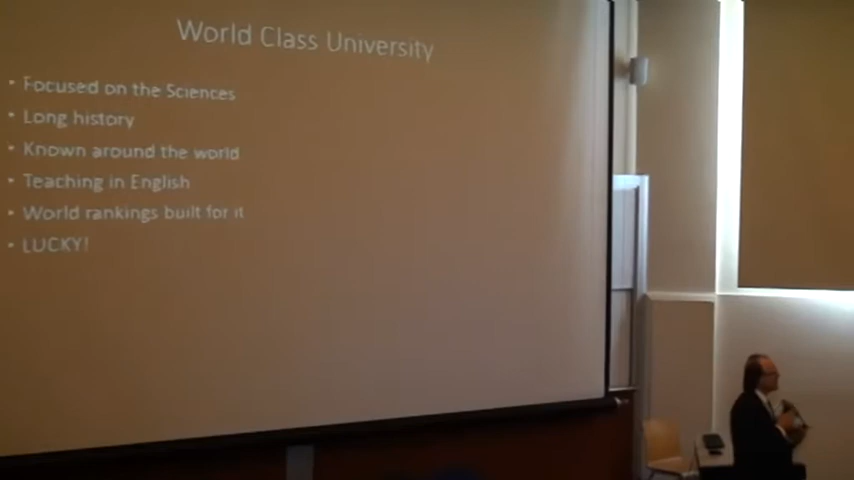 World Class University
• Focused on the Sciences
• Long history
• Known around the world
• Teaching in English
• World rankings built for it
• LUCKY!